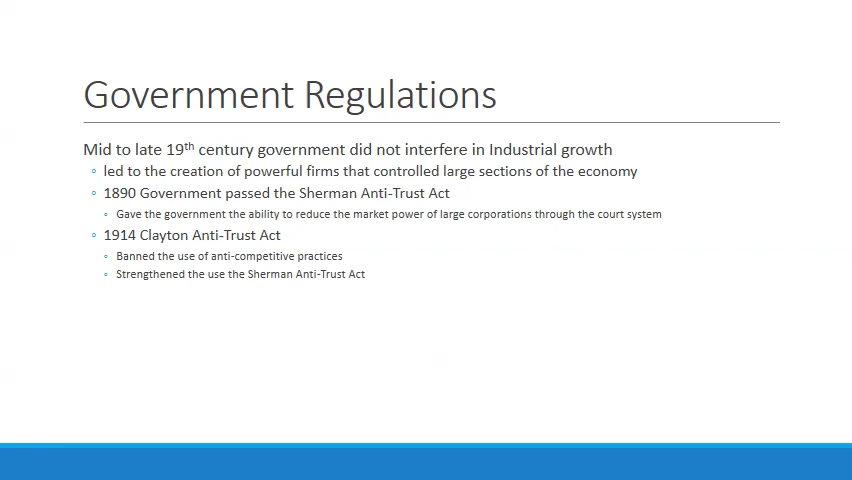 Government Regulations
Mid to late 19th century government did not interfere in Industrial growth
led to the creation of powerful firms that controlled large sections of the economy
1890 Government passed the Sherman Anti-Trust Act
Gave the government the ability to reduce the market power of large corporations through the court system
1914 Clayton Anti-Trust Act
Banned the use of anti-competitive practices
Strengthened the use the Sherman Anti-Trust Act